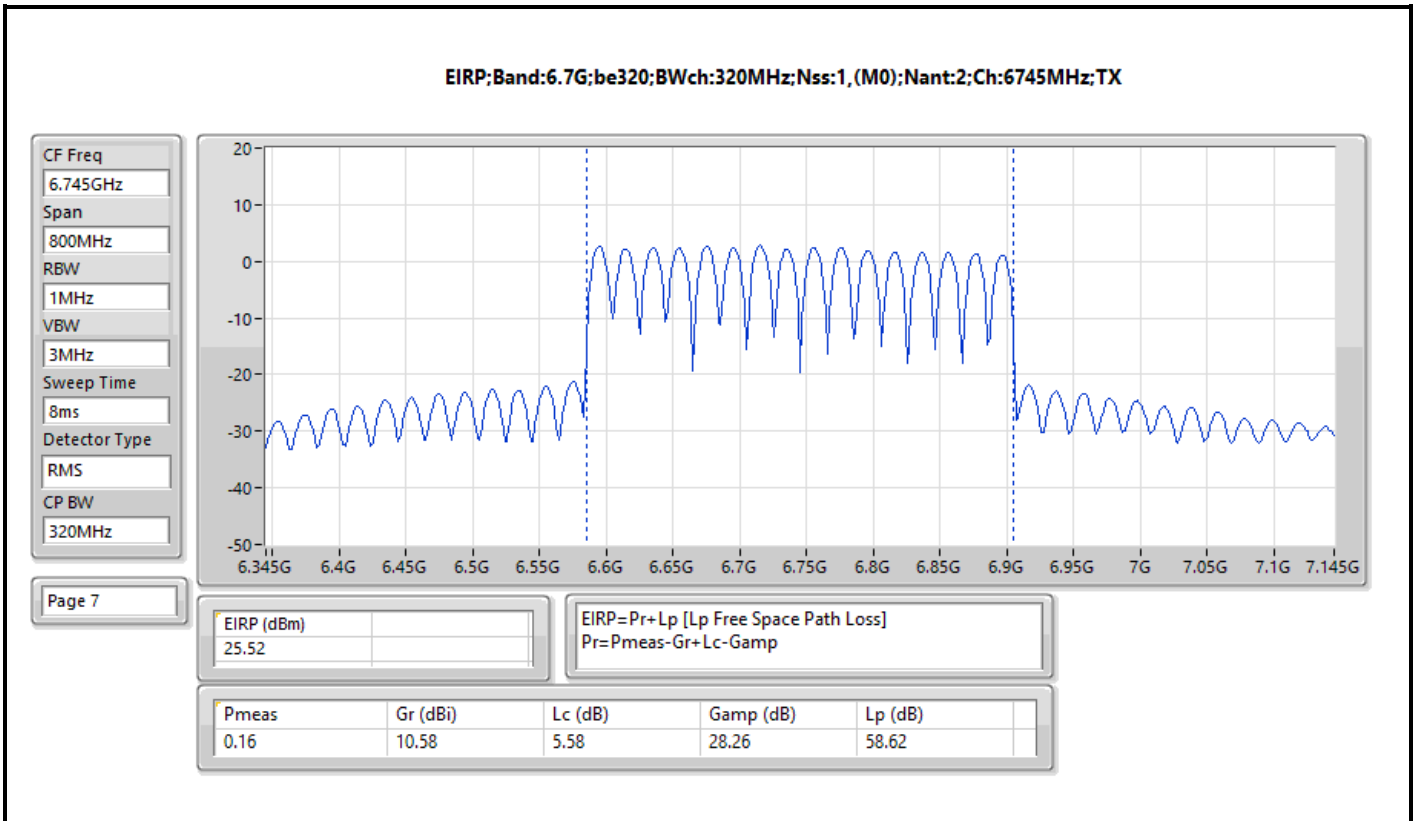 EIRP;Band:6.7G;be320;BWch:320MHz;Nss:1,(M0);Nant:2;Ch:6745MHz;TX
CF Freq
6.745GHz
Span
800MHz
RBW
1MHz
VBW
3MHz
Sweep Time
8ms
Detector Type
RMS
CP BW
320MHz
Page 7
20
10
0
-10
-20
-30
-40
-50
6.345G 6.4G 6.45G 6.5G 6.55G 6.6G 6.65G 6.7G 6.75G 6.8G 6.85G 6.9G 6.95G 7G 7.05G 7.1G 7.145G
EIRP (dBm)
25.52
EIRP=Pr+Lp [Lp Free Space Path Loss]
Pr=Pmeas-Gr+Lc-Gamp
Pmeas Gr (dBi) Lc (dB) Gamp (dB) Lp (dB)
0.16 10.58 5.58 28.26 58.62